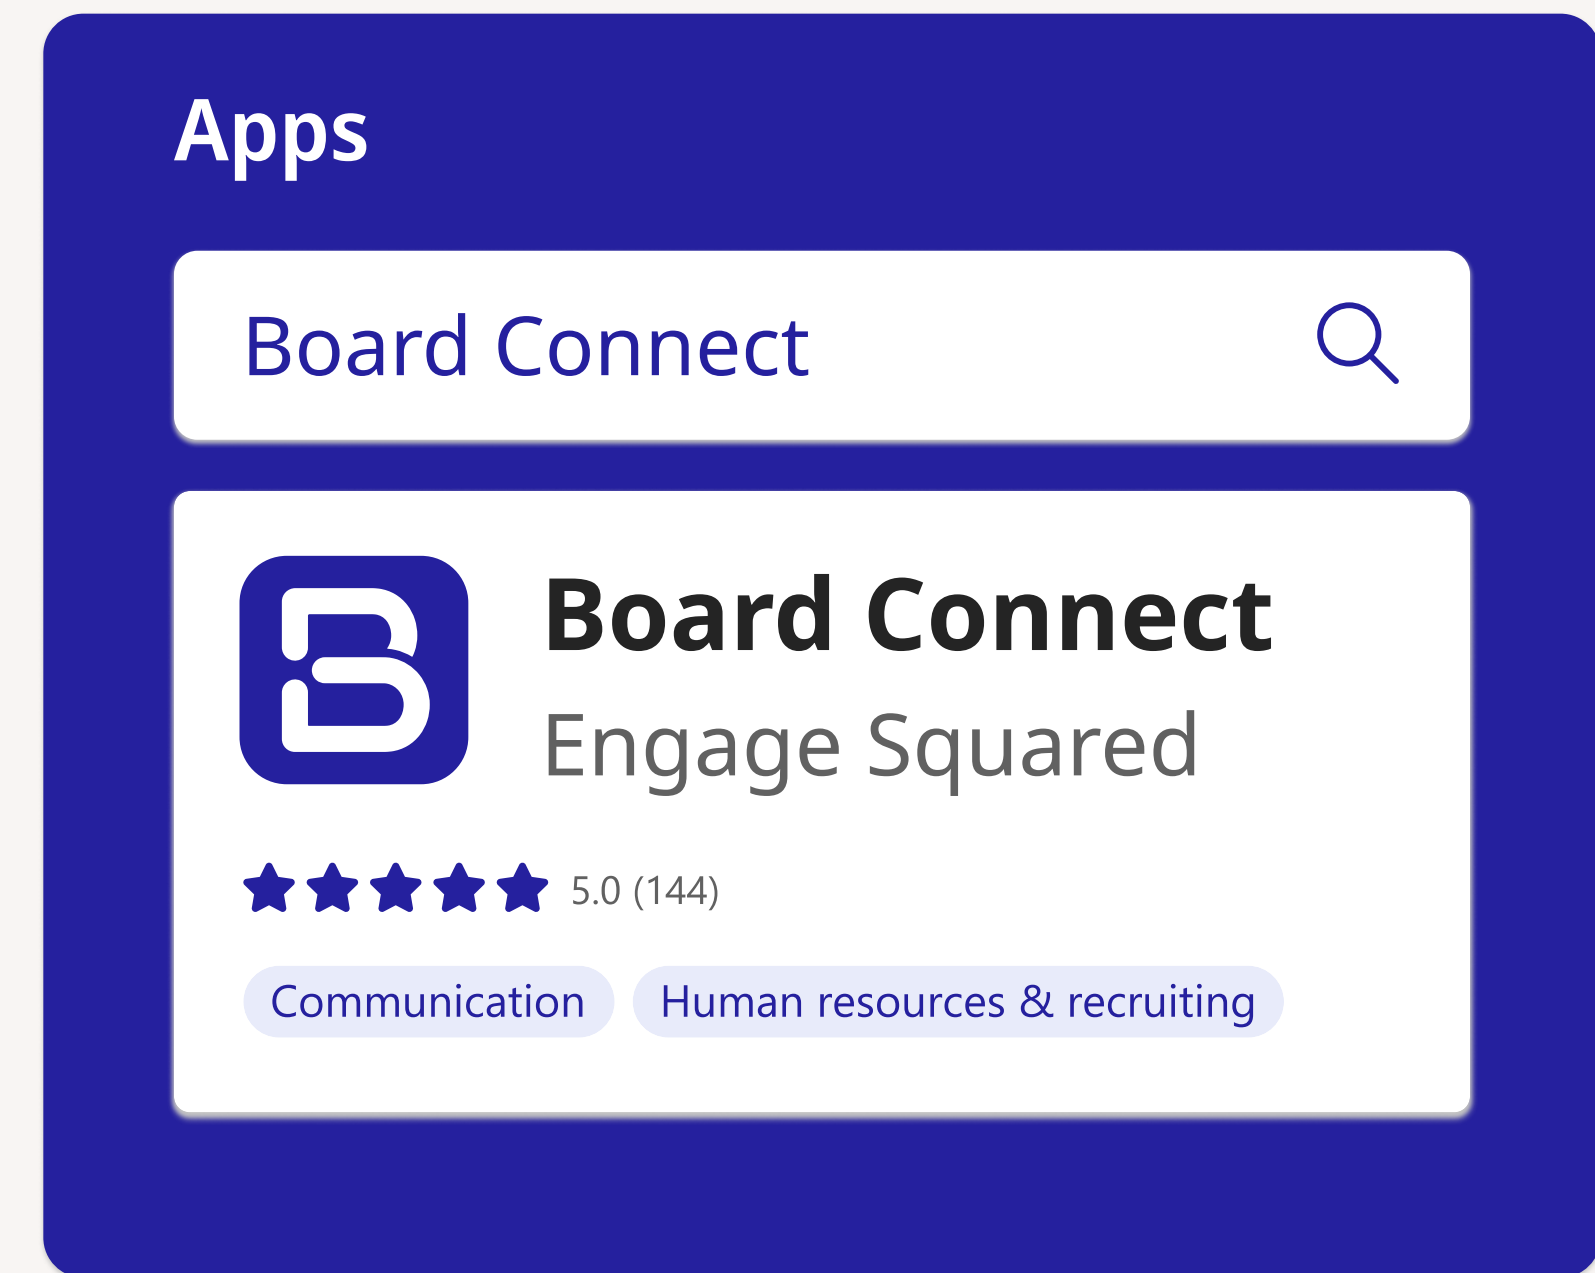 Apps
Board Connect
Board Connect
Engage Squared
5.0 (144)
Communication Human resources & recruiting